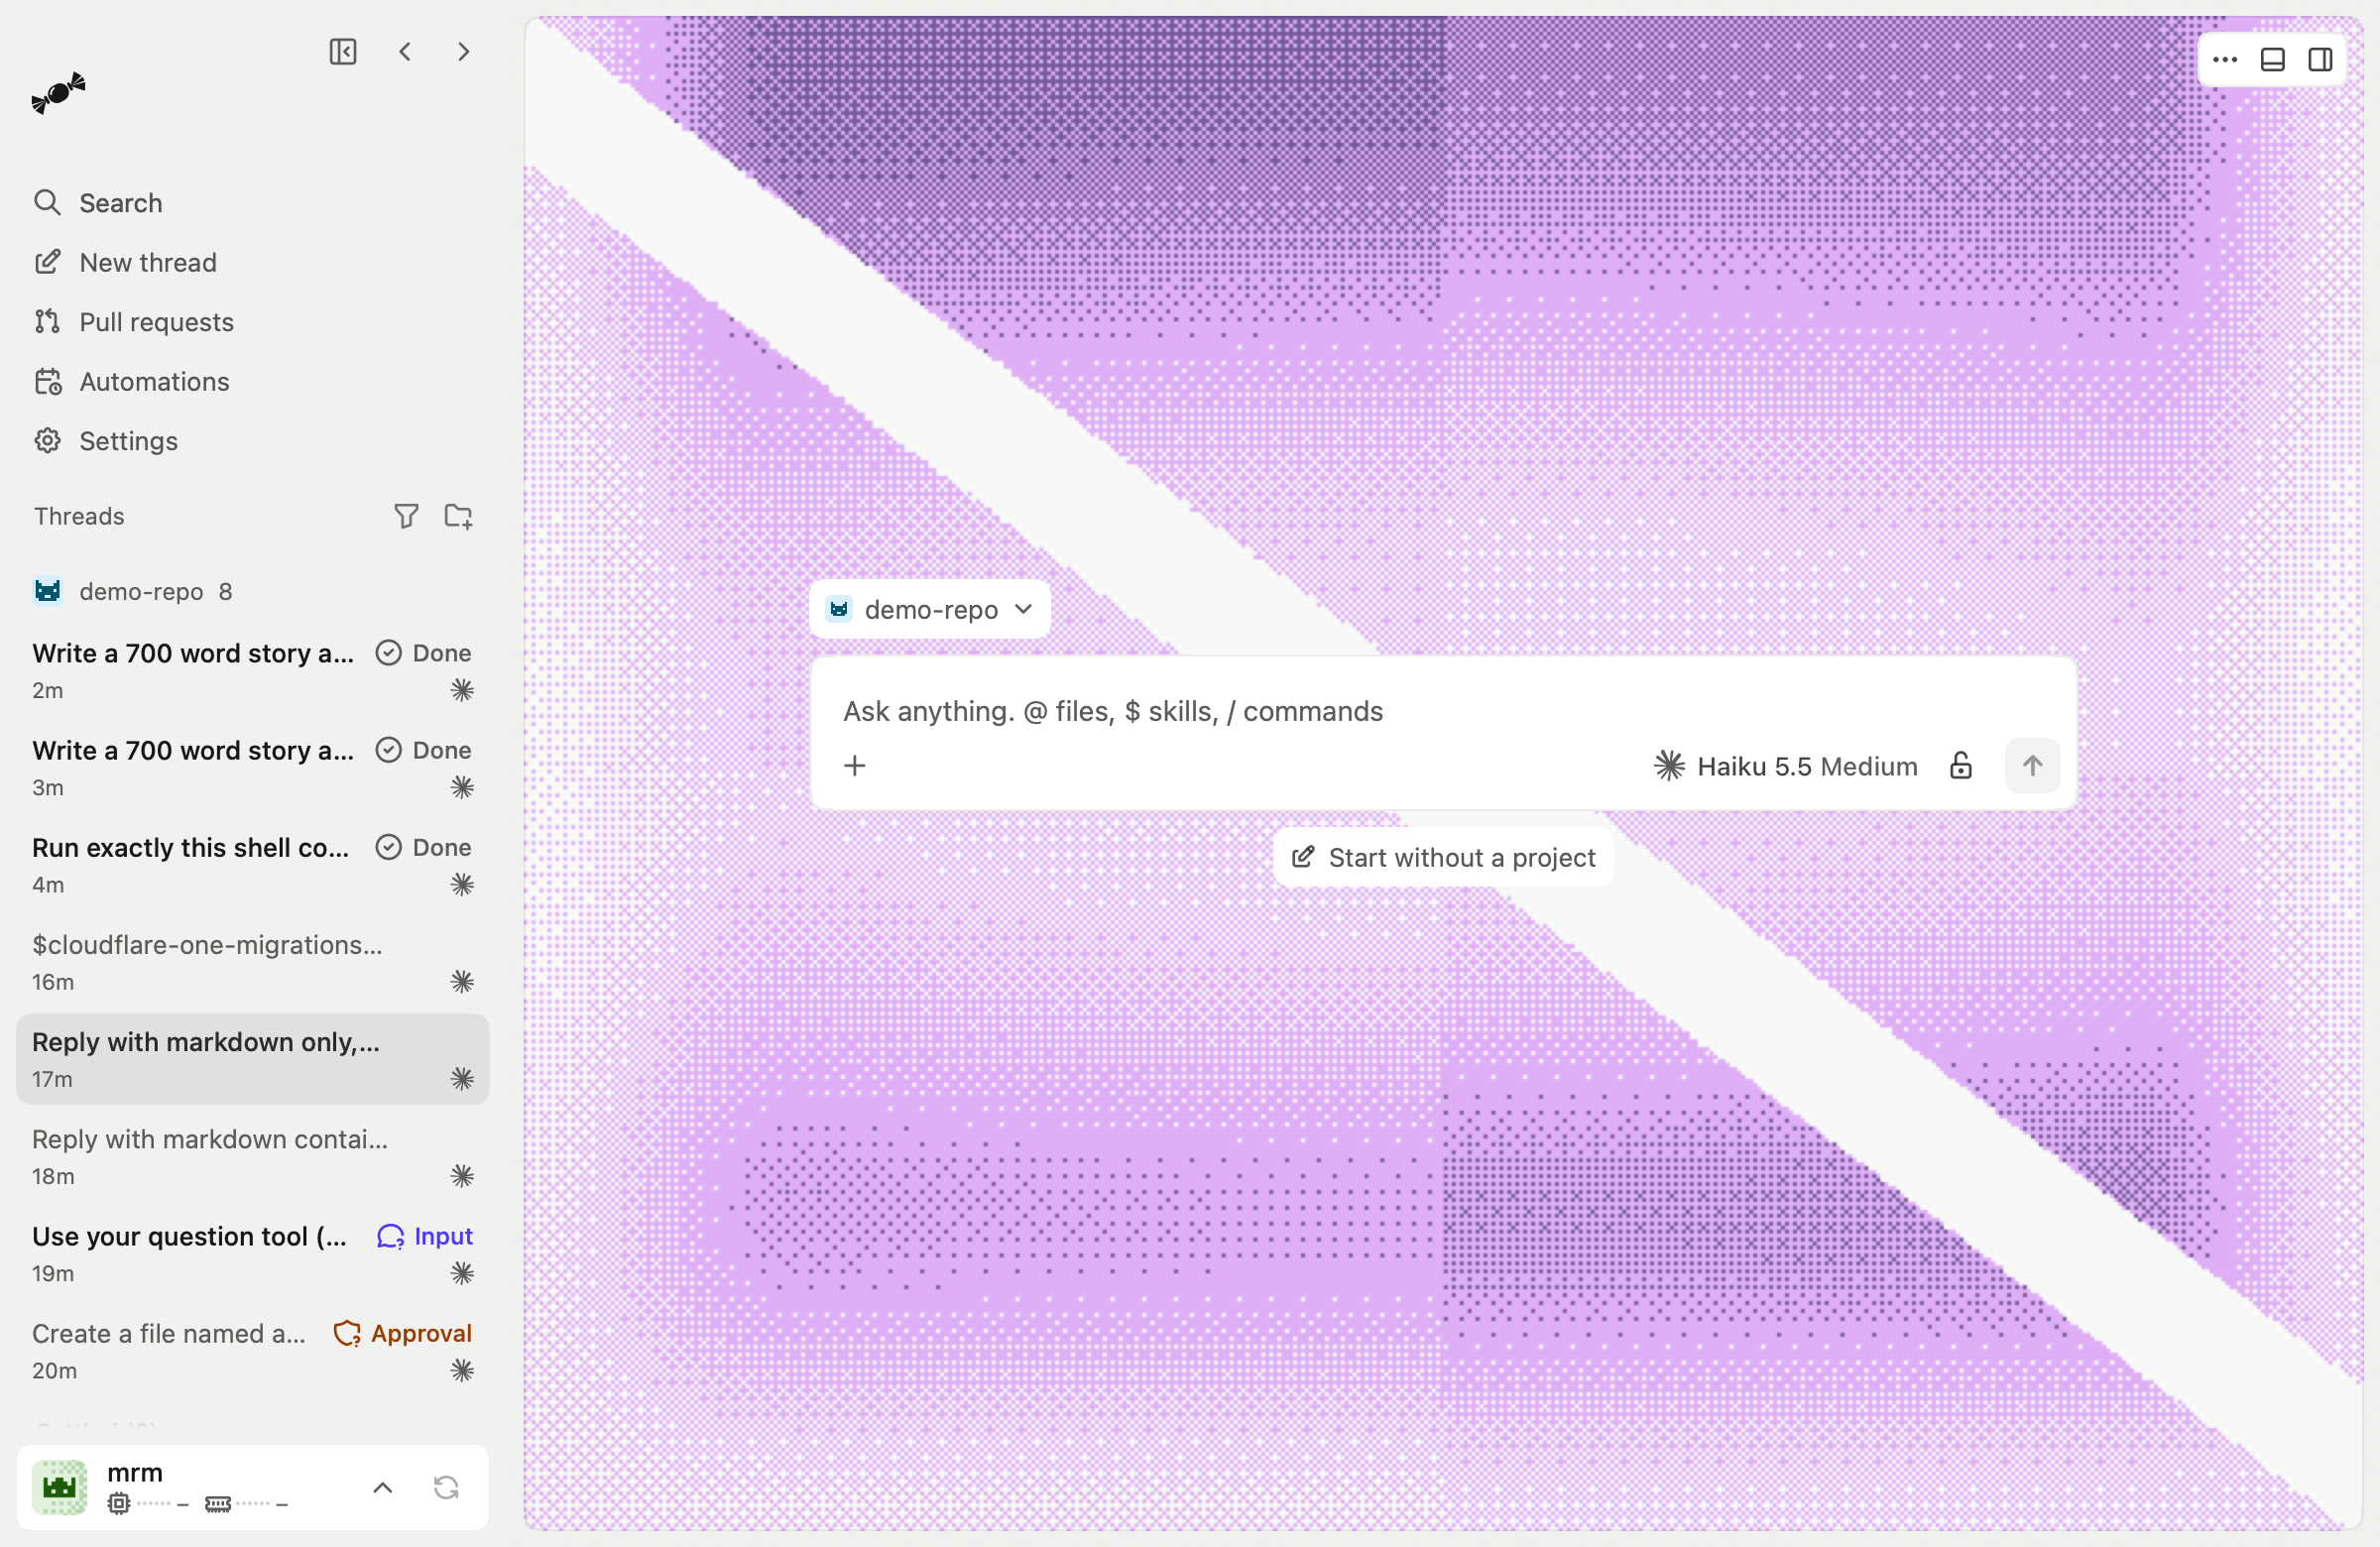 Search
New thread
Pull requests
Automations
Settings
Threads
demo-repo 8
Write a 700 word story a... Done
2m
Write a 700 word story a... Done
3m
Run exactly this shell co... Done
4m
$cloudflare-one-migrations...
16m
Reply with markdown only,...
17m
Reply with markdown contai...
18m
Use your question tool (... Input
19m
Create a file named a... Approval
20m
mrm
demo-repo
Ask anything. @ files, $ skills, / commands
Haiku 5.5 Medium
Start without a project